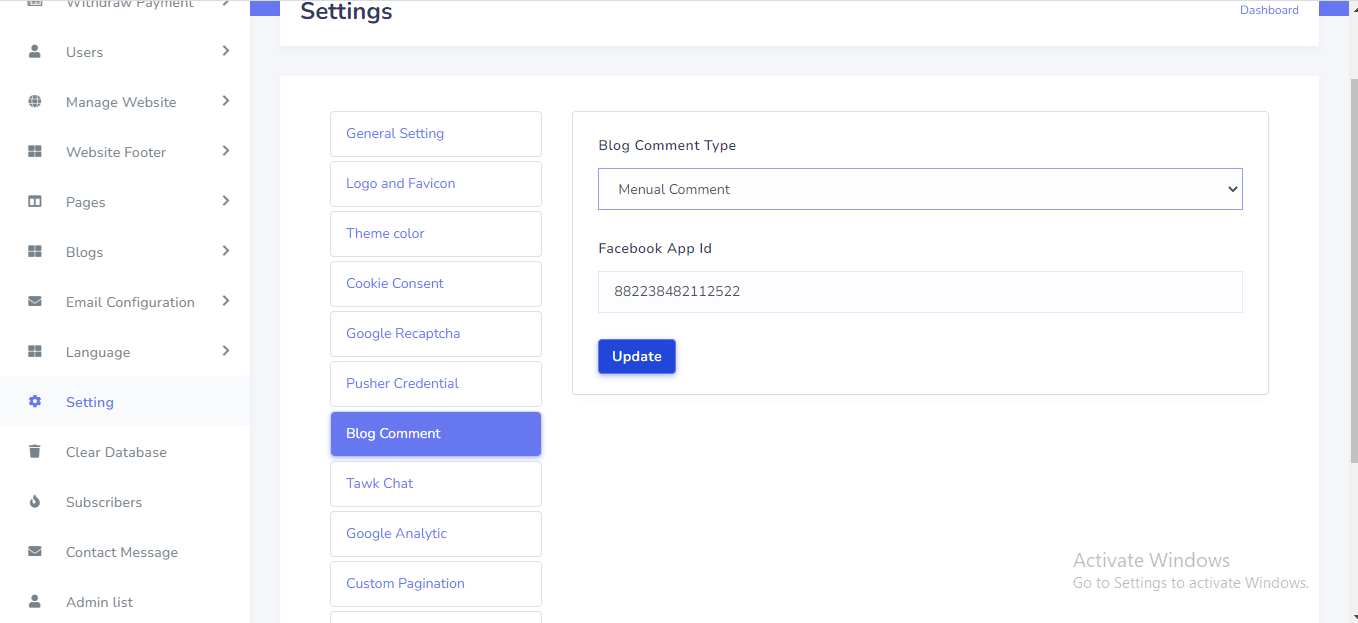 Withdraw Payment
Users
Manage Website
Website Footer
Pages
Blogs
Email Configuration
Language
Setting
Clear Database
Subscribers
Contact Message
Admin list
Settings
Dashboard
General Setting
Logo and Favicon
Theme color
Cookie Consent
Google Recaptcha
Pusher Credential
Blog Comment
Tawk Chat
Google Analytic
Custom Pagination
Blog Comment Type
Menual Comment
Facebook App Id
882238482112522
Update
Activate Windows
Go to Settings to activate Windows.